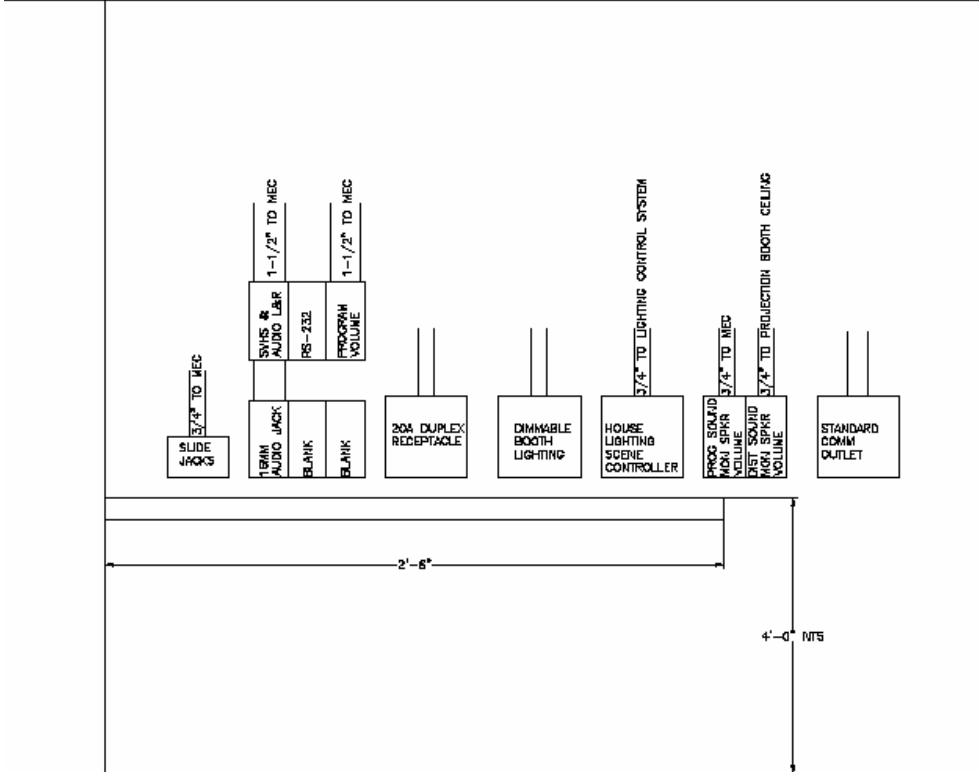 3/4" TO MEC
SLIDE
JACKS
1-1/2" TO MEC
1-1/2" TO MEC
SVHS &
AUDIO L&R
RS-232
PROGRAM
VOLUME
16MM
AUDIO JACK
BLANK
BLANK
20A DUPLEX
RECEPTACLE
DIMMABLE
BOOTH
LIGHTING
3/4" TO LIGHTING CONTROL SYSTEM
HOUSE
LIGHTING
SCENE
CONTROLLER
3/4" TO MEC
3/4" TO PROJECTION BOOTH CEILING
PROG SOUND
MON SPKR
VOLUME
DIST SOUND
MON SPKR
VOLUME
STANDARD
COMM
OUTLET
2'-6"
4'-0" NTS